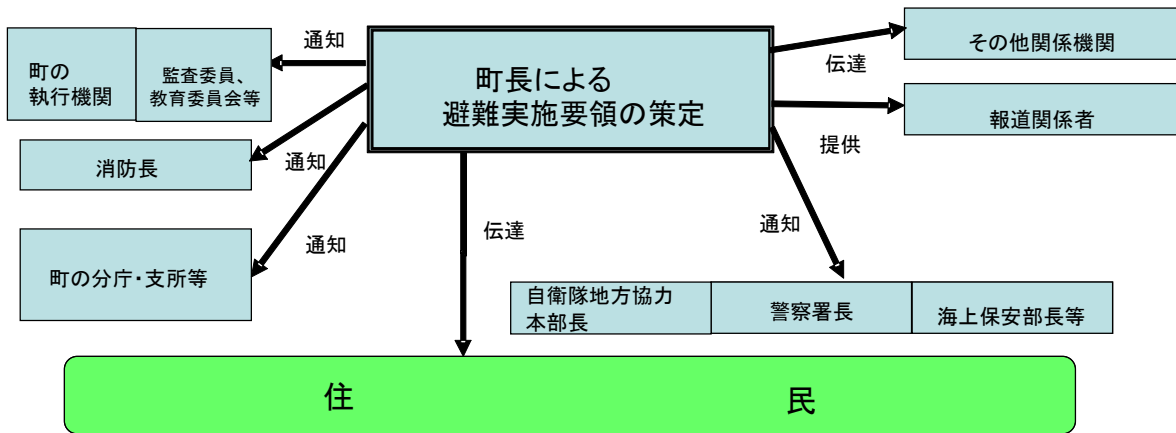 町長による
避難実施要領の策定
通知
町の
執行機関
監査委員、
教育委員会等
通知
消防長
通知
町の分庁・支所等
伝達
その他関係機関
提供
報道関係者
伝達
通知
自衛隊地方協力
本部長
警察署長
海上保安部長等
住 民